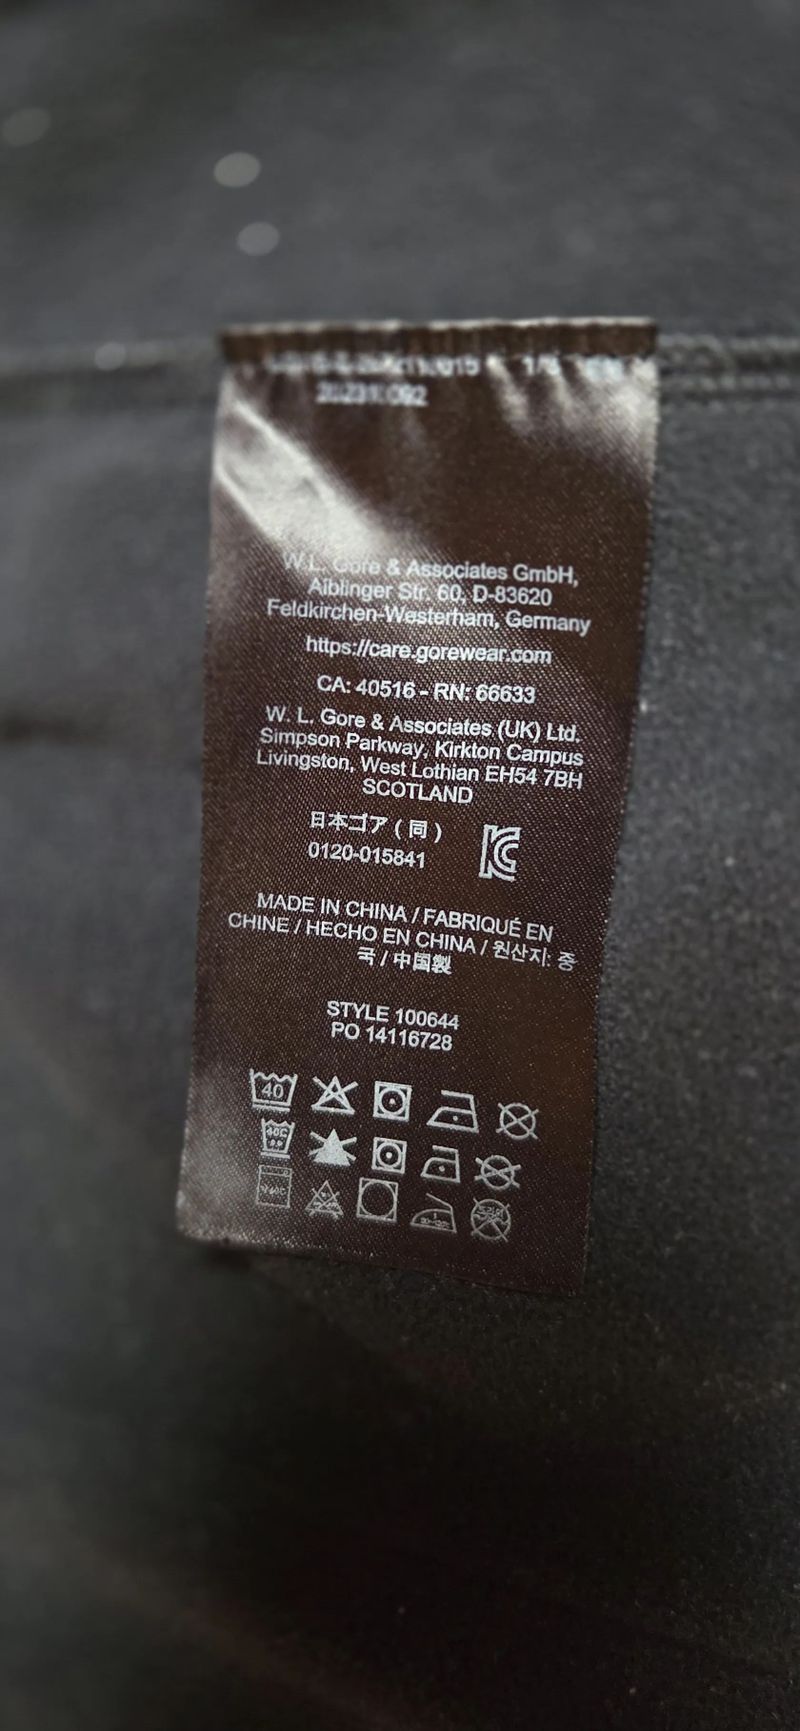 W. L. Gore & Associates GmbH,
Aiblinger Str. 60, D-83620
Feldkirchen-Westerham, Germany
https://care.gorewear.com
CA: 40516 - RN: 66633
W. L. Gore & Associates (UK) Ltd.
Simpson Parkway, Kirkton Campus
Livingston, West Lothian EH54 7BH
SCOTLAND
日本ゴア ( 同 )
0120-015841
MADE IN CHINA / FABRIQUÉ EN
CHINE / HECHO EN CHINA / 원산지: 중
국 / 中国製
STYLE 100644
PO 14116728
40